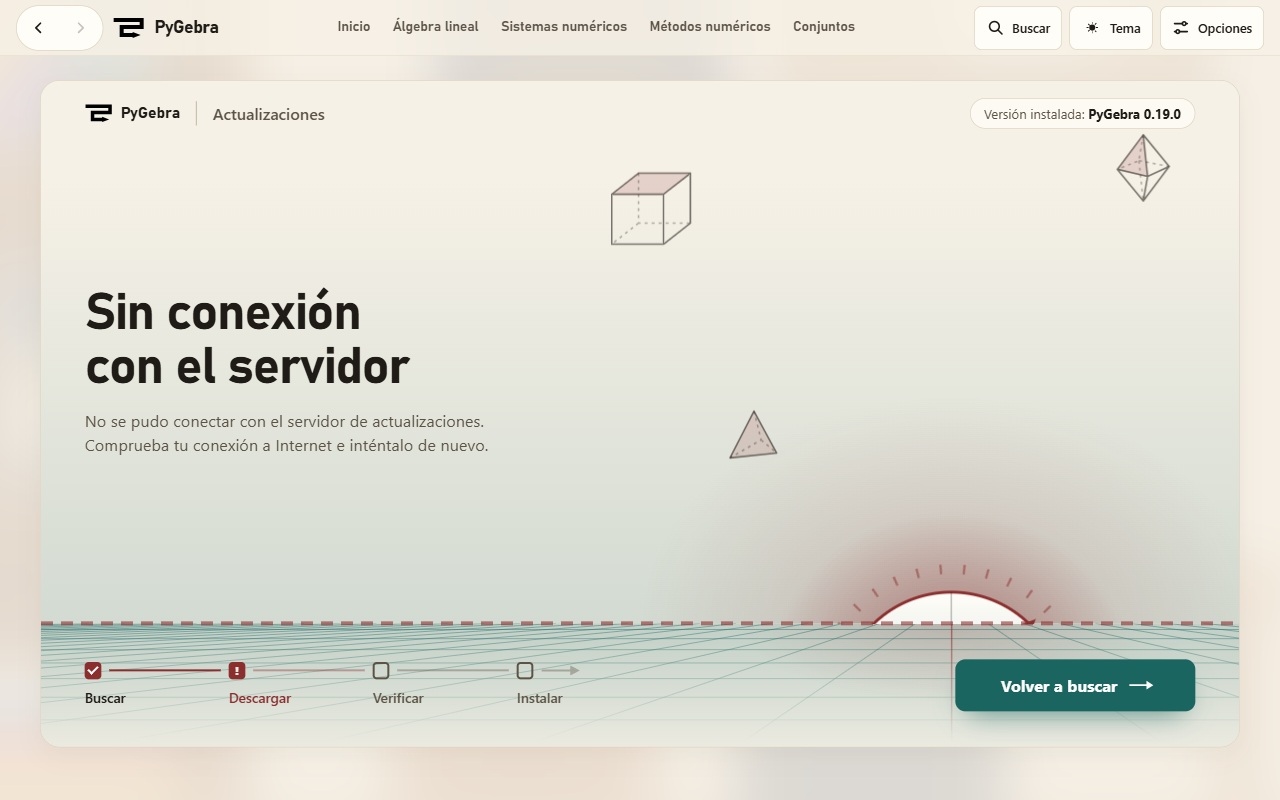 PyGebra
Inicio Álgebra lineal Sistemas numéricos Métodos numéricos Conjuntos
Buscar Tema Opciones
PyGebra Actualizaciones
Versión instalada: PyGebra 0.19.0
Sin conexión
con el servidor
No se pudo conectar con el servidor de actualizaciones.
Comprueba tu conexión a Internet e inténtalo de nuevo.
Buscar Descargar Verificar Instalar
Volver a buscar